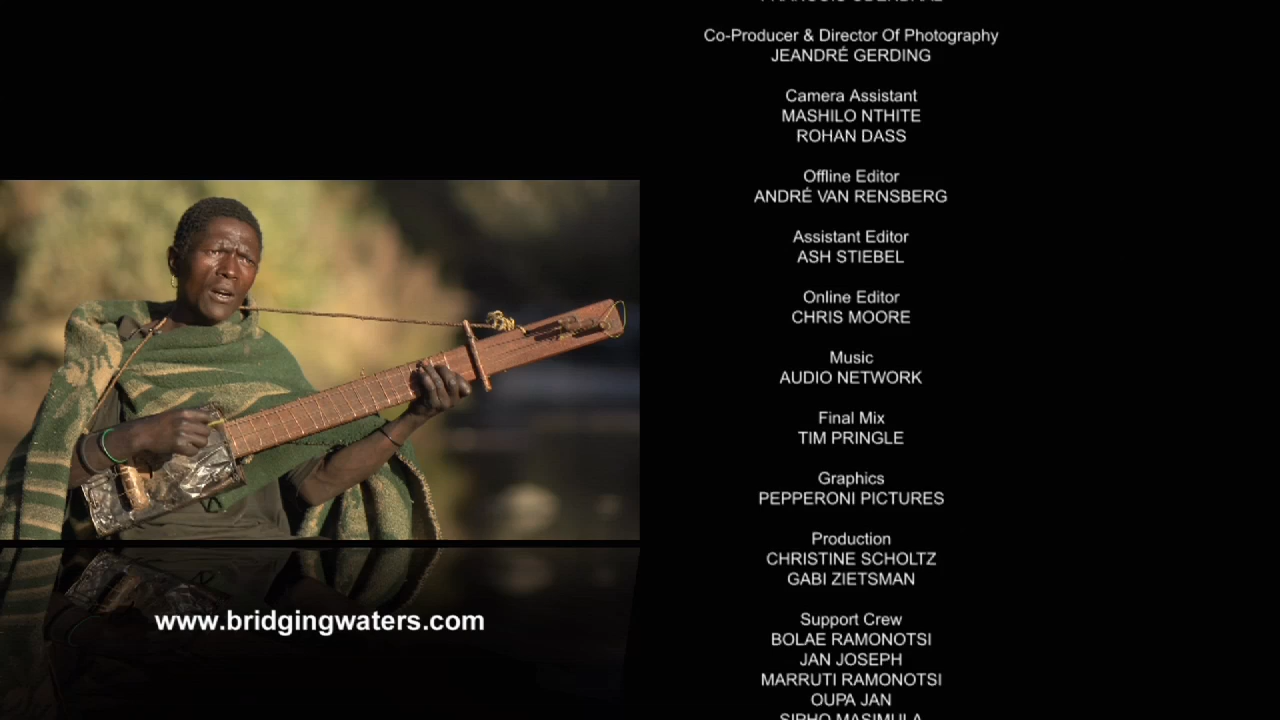 Co-Producer & Director Of Photography
JEANDRÉ GERDING
Camera Assistant
MASHILO NTHITE
ROHAN DASS
Offline Editor
ANDRÉ VAN RENSBERG
Assistant Editor
ASH STIEBEL
Online Editor
CHRIS MOORE
Music
AUDIO NETWORK
Final Mix
TIM PRINGLE
Graphics
PEPPERONI PICTURES
Production
CHRISTINE SCHOLTZ
GABI ZIETSMAN
Support Crew
BOLAE RAMONOTSI
JAN JOSEPH
MARRUTI RAMONOTSI
OUPA JAN
SIPHO MASIMULA
www.bridgingwaters.com